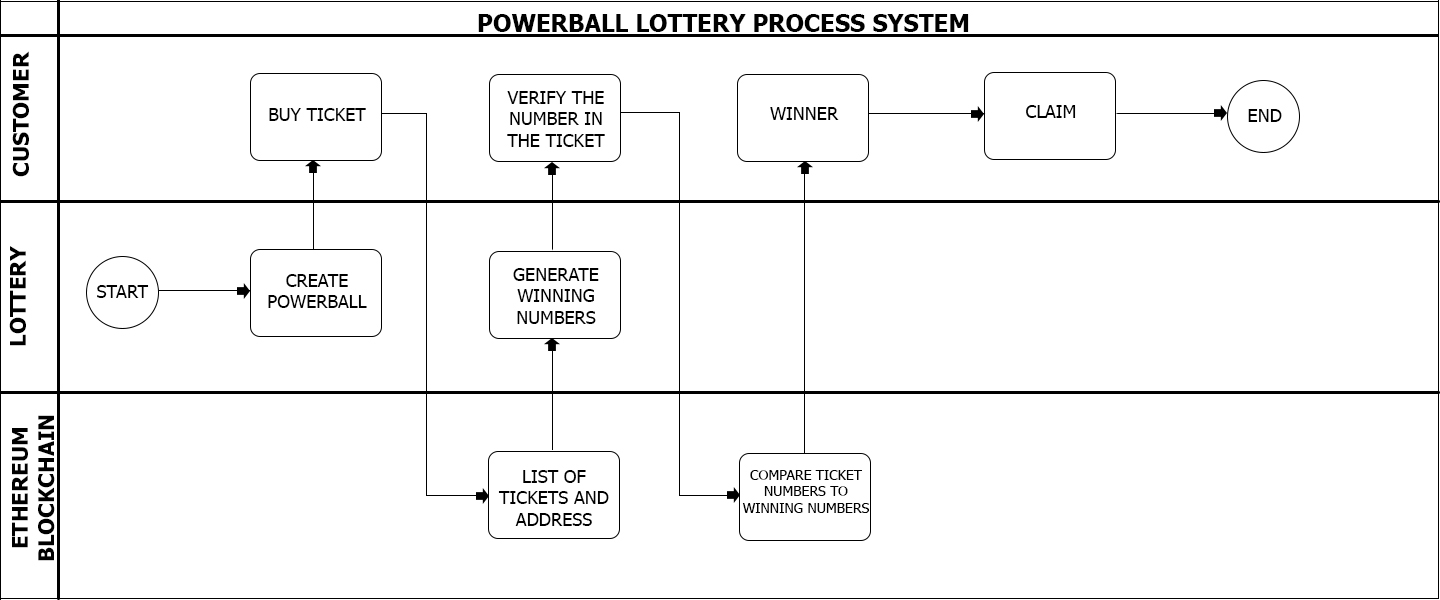 POWERBALL LOTTERY PROCESS SYSTEM
CUSTOMER
BUY TICKET
VERIFY THE
NUMBER IN
THE TICKET
WINNER
CLAIM
END
LOTTERY
START
CREATE
POWERBALL
GENERATE
WINNING
NUMBERS
ETHEREUM
BLOCKCHAIN
LIST OF
TICKETS AND
ADDRESS
COMPARE TICKET
NUMBERS TO
WINNING NUMBERS